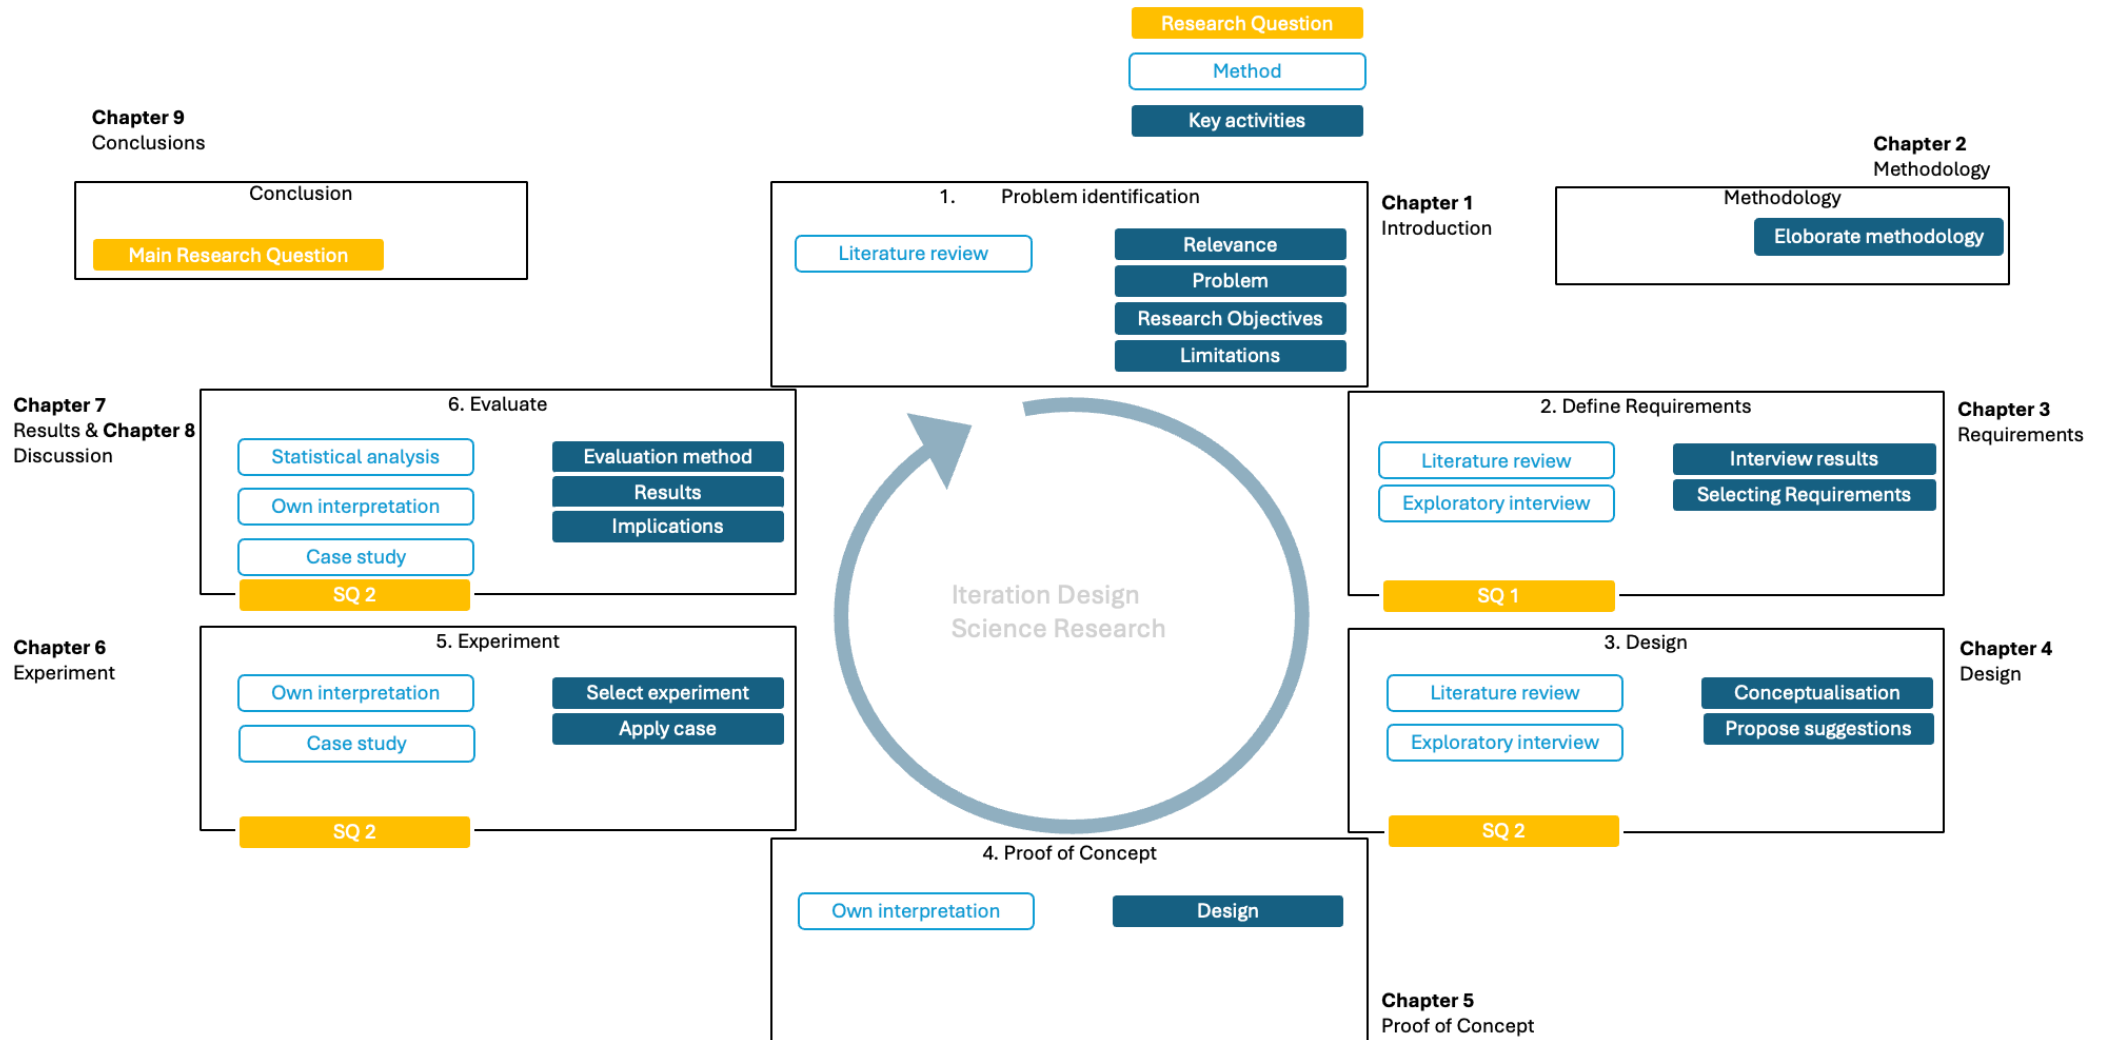 Research Question
Method
Key activities
Chapter 9
Conclusions
Conclusion
Main Research Question
1. Problem identification
Literature review
Relevance
Problem
Research Objectives
Limitations
Chapter 1
Introduction
Chapter 2
Methodology
Methodology
Eloborate methodology
Chapter 7
Results & Chapter 8
Discussion
6. Evaluate
Statistical analysis
Own interpretation
Case study
Evaluation method
Results
Implications
SQ 2
Iteration Design
Science Research
2. Define Requirements
Literature review
Exploratory interview
Interview results
Selecting Requirements
SQ 1
Chapter 3
Requirements
Chapter 6
Experiment
5. Experiment
Own interpretation
Case study
Select experiment
Apply case
SQ 2
3. Design
Literature review
Exploratory interview
Conceptualisation
Propose suggestions
SQ 2
Chapter 4
Design
4. Proof of Concept
Own interpretation
Design
Chapter 5
Proof of Concept